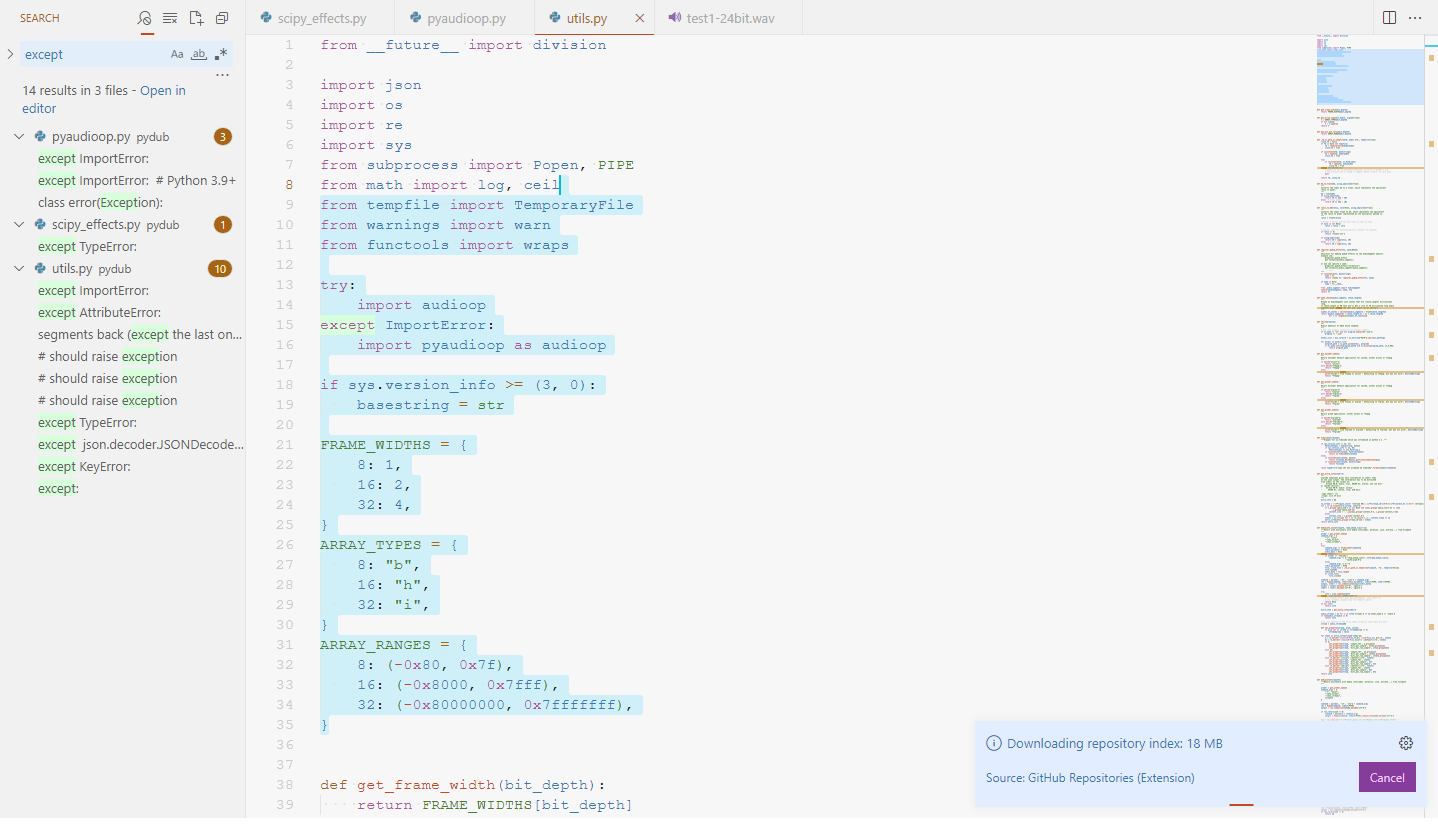 SEARCH
except
Aa ab .*
14 results in 3 files - Open in
editor
pyaudioop.py pydub 3
except ImportError:
except ImportError:  # Python 3.9+
class error(Exception):
scipy_effects.py pydub 1
except TypeError:
utils.py pydub 10
except ImportError:
except AttributeError:
segments back (except the last on...
# should raise exception
# should raise exception
# should raise exception
except TypeError:
except json.decoder.JSONDecode...
except KeyError:
except:
scipy_effects.py pyaudioop.py utils.py test1-24bit.wav
1 from __future__ import division
2
3 import json
4 import os
5 import re
6 import sys
7 from subprocess import Popen, PIPE
8 from math import log, ceil
9 from tempfile import TemporaryFile
10 from warnings import warn
11 from functools import wraps
12
13 try:
14     import audioop
15 except ImportError:
16     import pyaudioop as audioop
17
18 if sys.version_info >= (3, 0):
19     basestring = str
20
21 FRAME_WIDTHS = {
22     8: 1,
23     16: 2,
24     32: 4,
25 }
26 ARRAY_TYPES = {
27     8: "b",
28     16: "h",
29     32: "i",
30 }
31 ARRAY_RANGES = {
32     8: (-0x80, 0x7f),
33     16: (-0x8000, 0x7fff),
34     32: (-0x80000000, 0x7fffffff),
35 }
36
37
38 def get_frame_width(bit_depth):
39     return FRAME_WIDTHS[bit_depth]
Downloading repository index: 18 MB
Source: GitHub Repositories (Extension)
Cancel